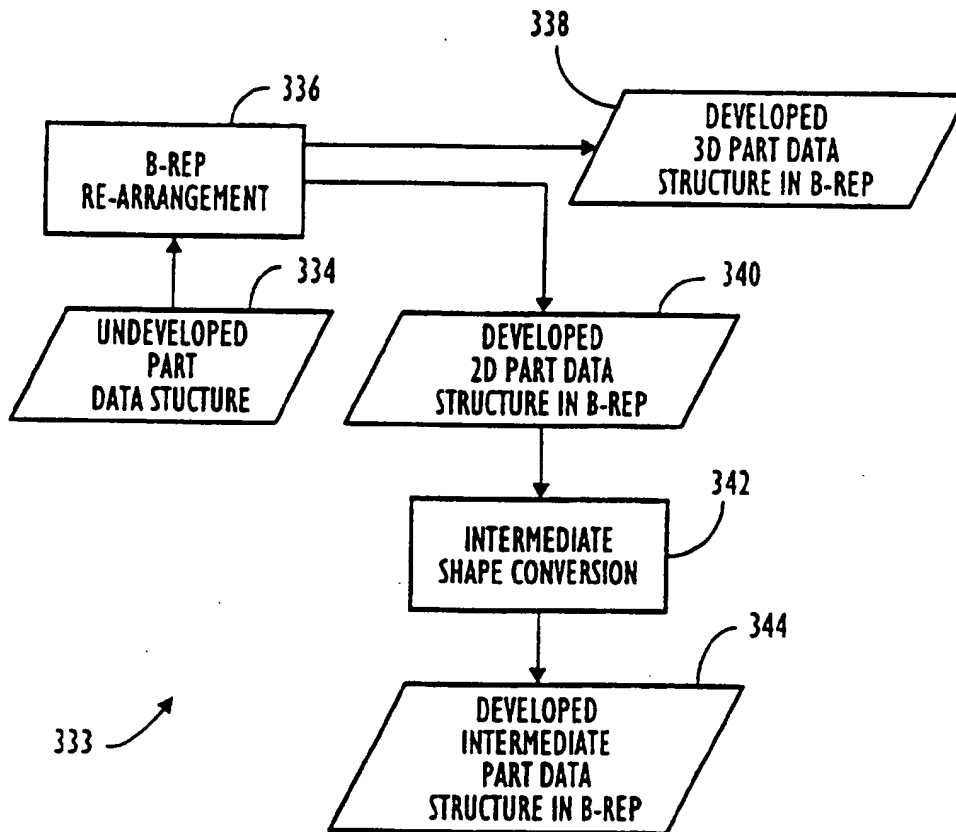 338
336
DEVELOPED
3D PART DATA
STRUCTURE IN B-REP
B-REP
RE-ARRANGEMENT
334
340
UNDEVELOPED
PART
DATA STUCTURE
DEVELOPED
2D PART DATA
STRUCTURE IN B-REP
342
INTERMEDIATE
SHAPE CONVERSION
344
333
DEVELOPED
INTERMEDIATE
PART DATA
STRUCTURE IN B-REP